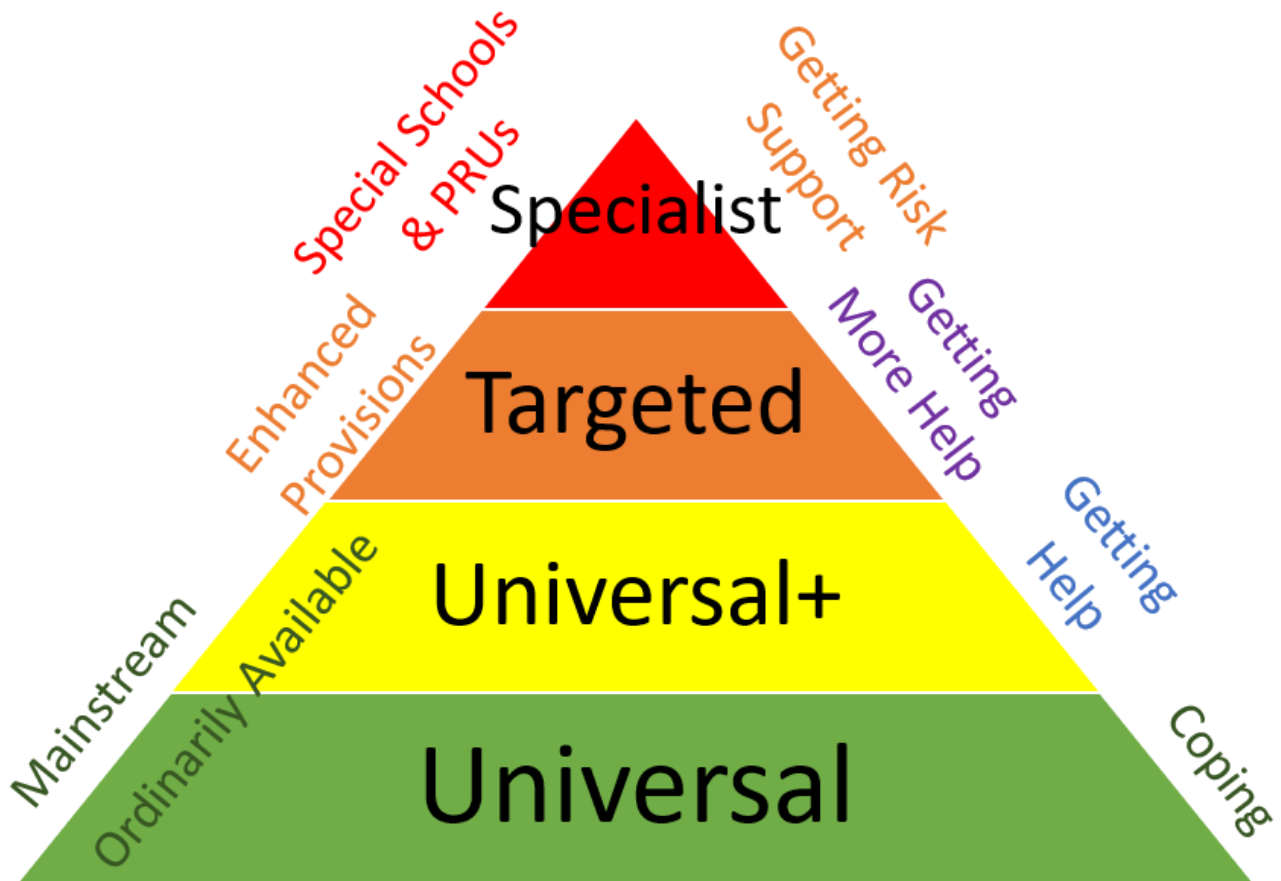 Special Schools
& PRUs
Getting Risk
Support
Specialist
Enhanced
Provisions
Getting
More Help
Targeted
Mainstream
Ordinarily Available
Getting
Help
Universal+
Coping
Universal